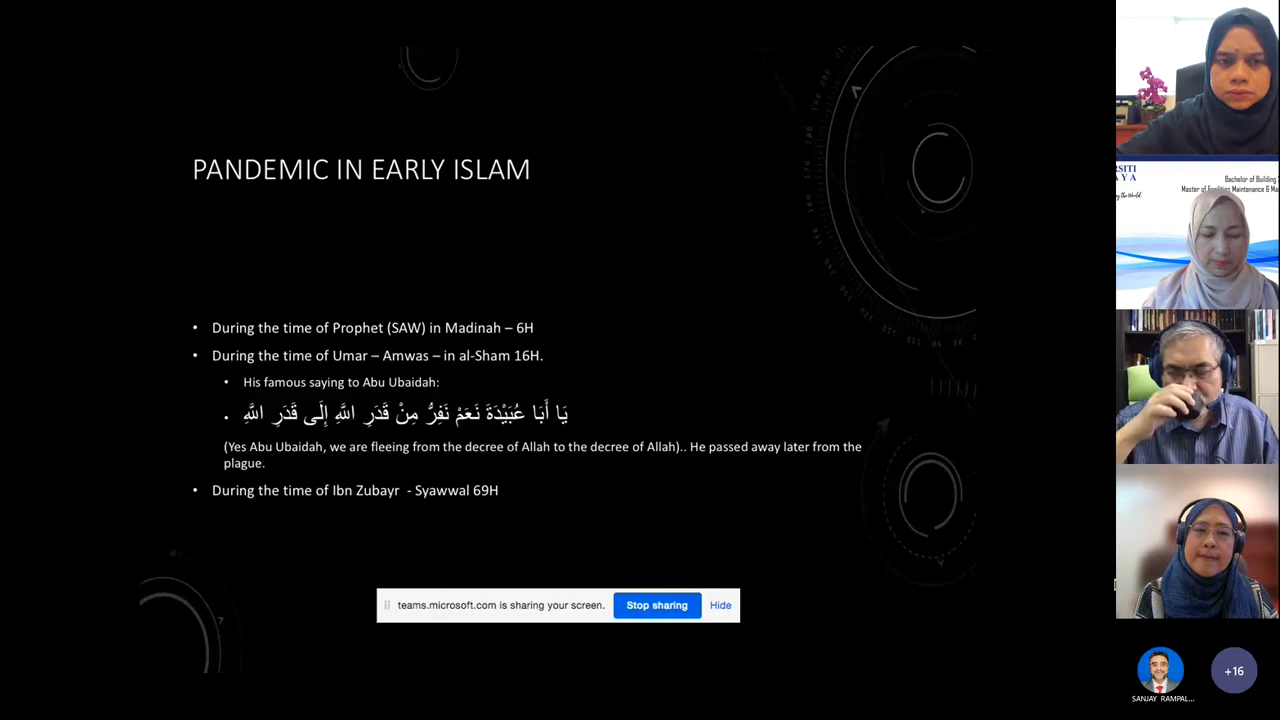 PANDEMIC IN EARLY ISLAM
• During the time of Prophet (SAW) in Madinah – 6H
• During the time of Umar – Amwas – in al-Sham 16H.
• His famous saying to Abu Ubaidah:
• يَا أَبَا عُبَيْدَةَ نَعَمْ نَفِرُّ مِنْ قَدَرِ اللَّهِ إِلَى قَدَرِ اللَّهِ
(Yes Abu Ubaidah, we are fleeing from the decree of Allah to the decree of Allah).. He passed away later from the
plague.
• During the time of Ibn Zubayr - Syawwal 69H
teams.microsoft.com is sharing your screen. Stop sharing Hide
RSITI
A Y A
Bachelor of Building
Master of Facilities Maintenance & Ma
the World.
SANJAY RAMPAL...
+16